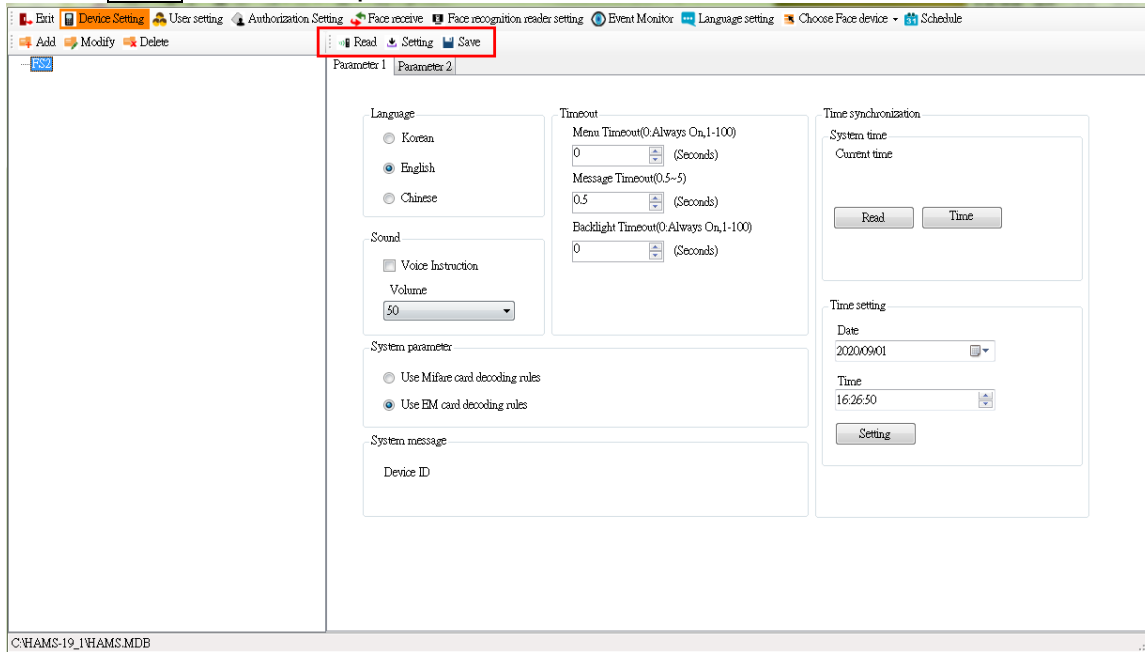 Exit Device Setting User setting Authorization Setting Face receive Face recognition reader setting Event Monitor Language setting Choose Face device Schedule
Add Modify Delete
Read Setting Save
FS2
Parameter 1 Parameter 2
Language
Korean
English
Chinese
Sound
Voice Instruction
Volume
50
Timeout
Menu Timeout(0:Always On,1-100)
0 (Seconds)
Message Timeout(0.5~5)
0.5 (Seconds)
Backlight Timeout(0:Always On,1-100)
0 (Seconds)
System parameter
Use Mifare card decoding rules
Use EM card decoding rules
System message
Device ID
Time synchronization
System time
Current time
Read Time
Time setting
Date
2020/09/01
Time
16:26:50
Setting
C:\HAMS-19_1\HAMS.MDB